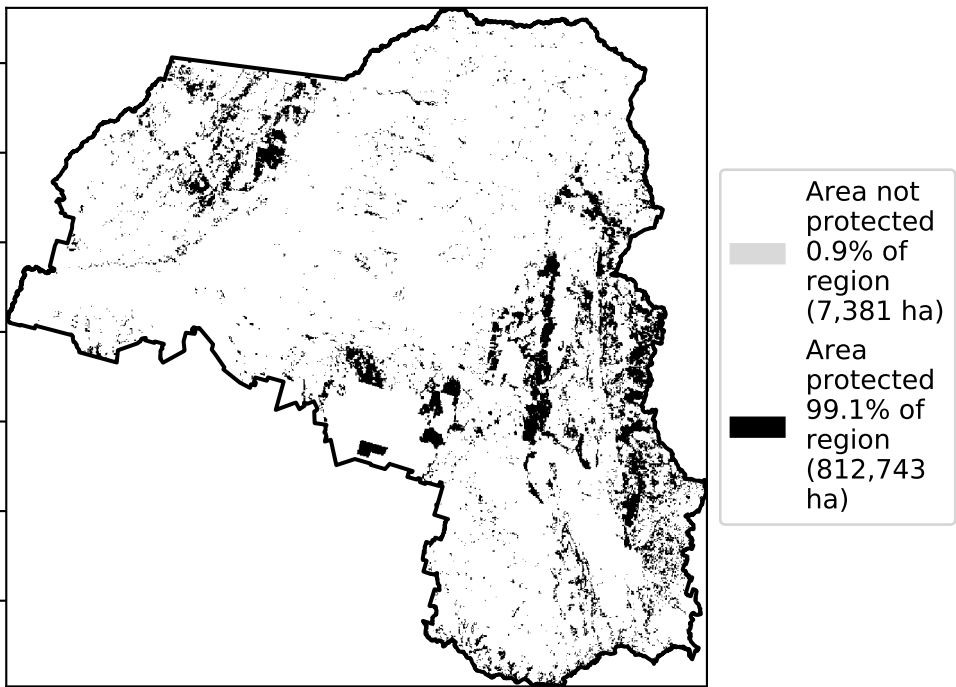 Area not
protected
0.9% of
region
(7,381 ha)
Area
protected
99.1% of
region
(812,743
ha)